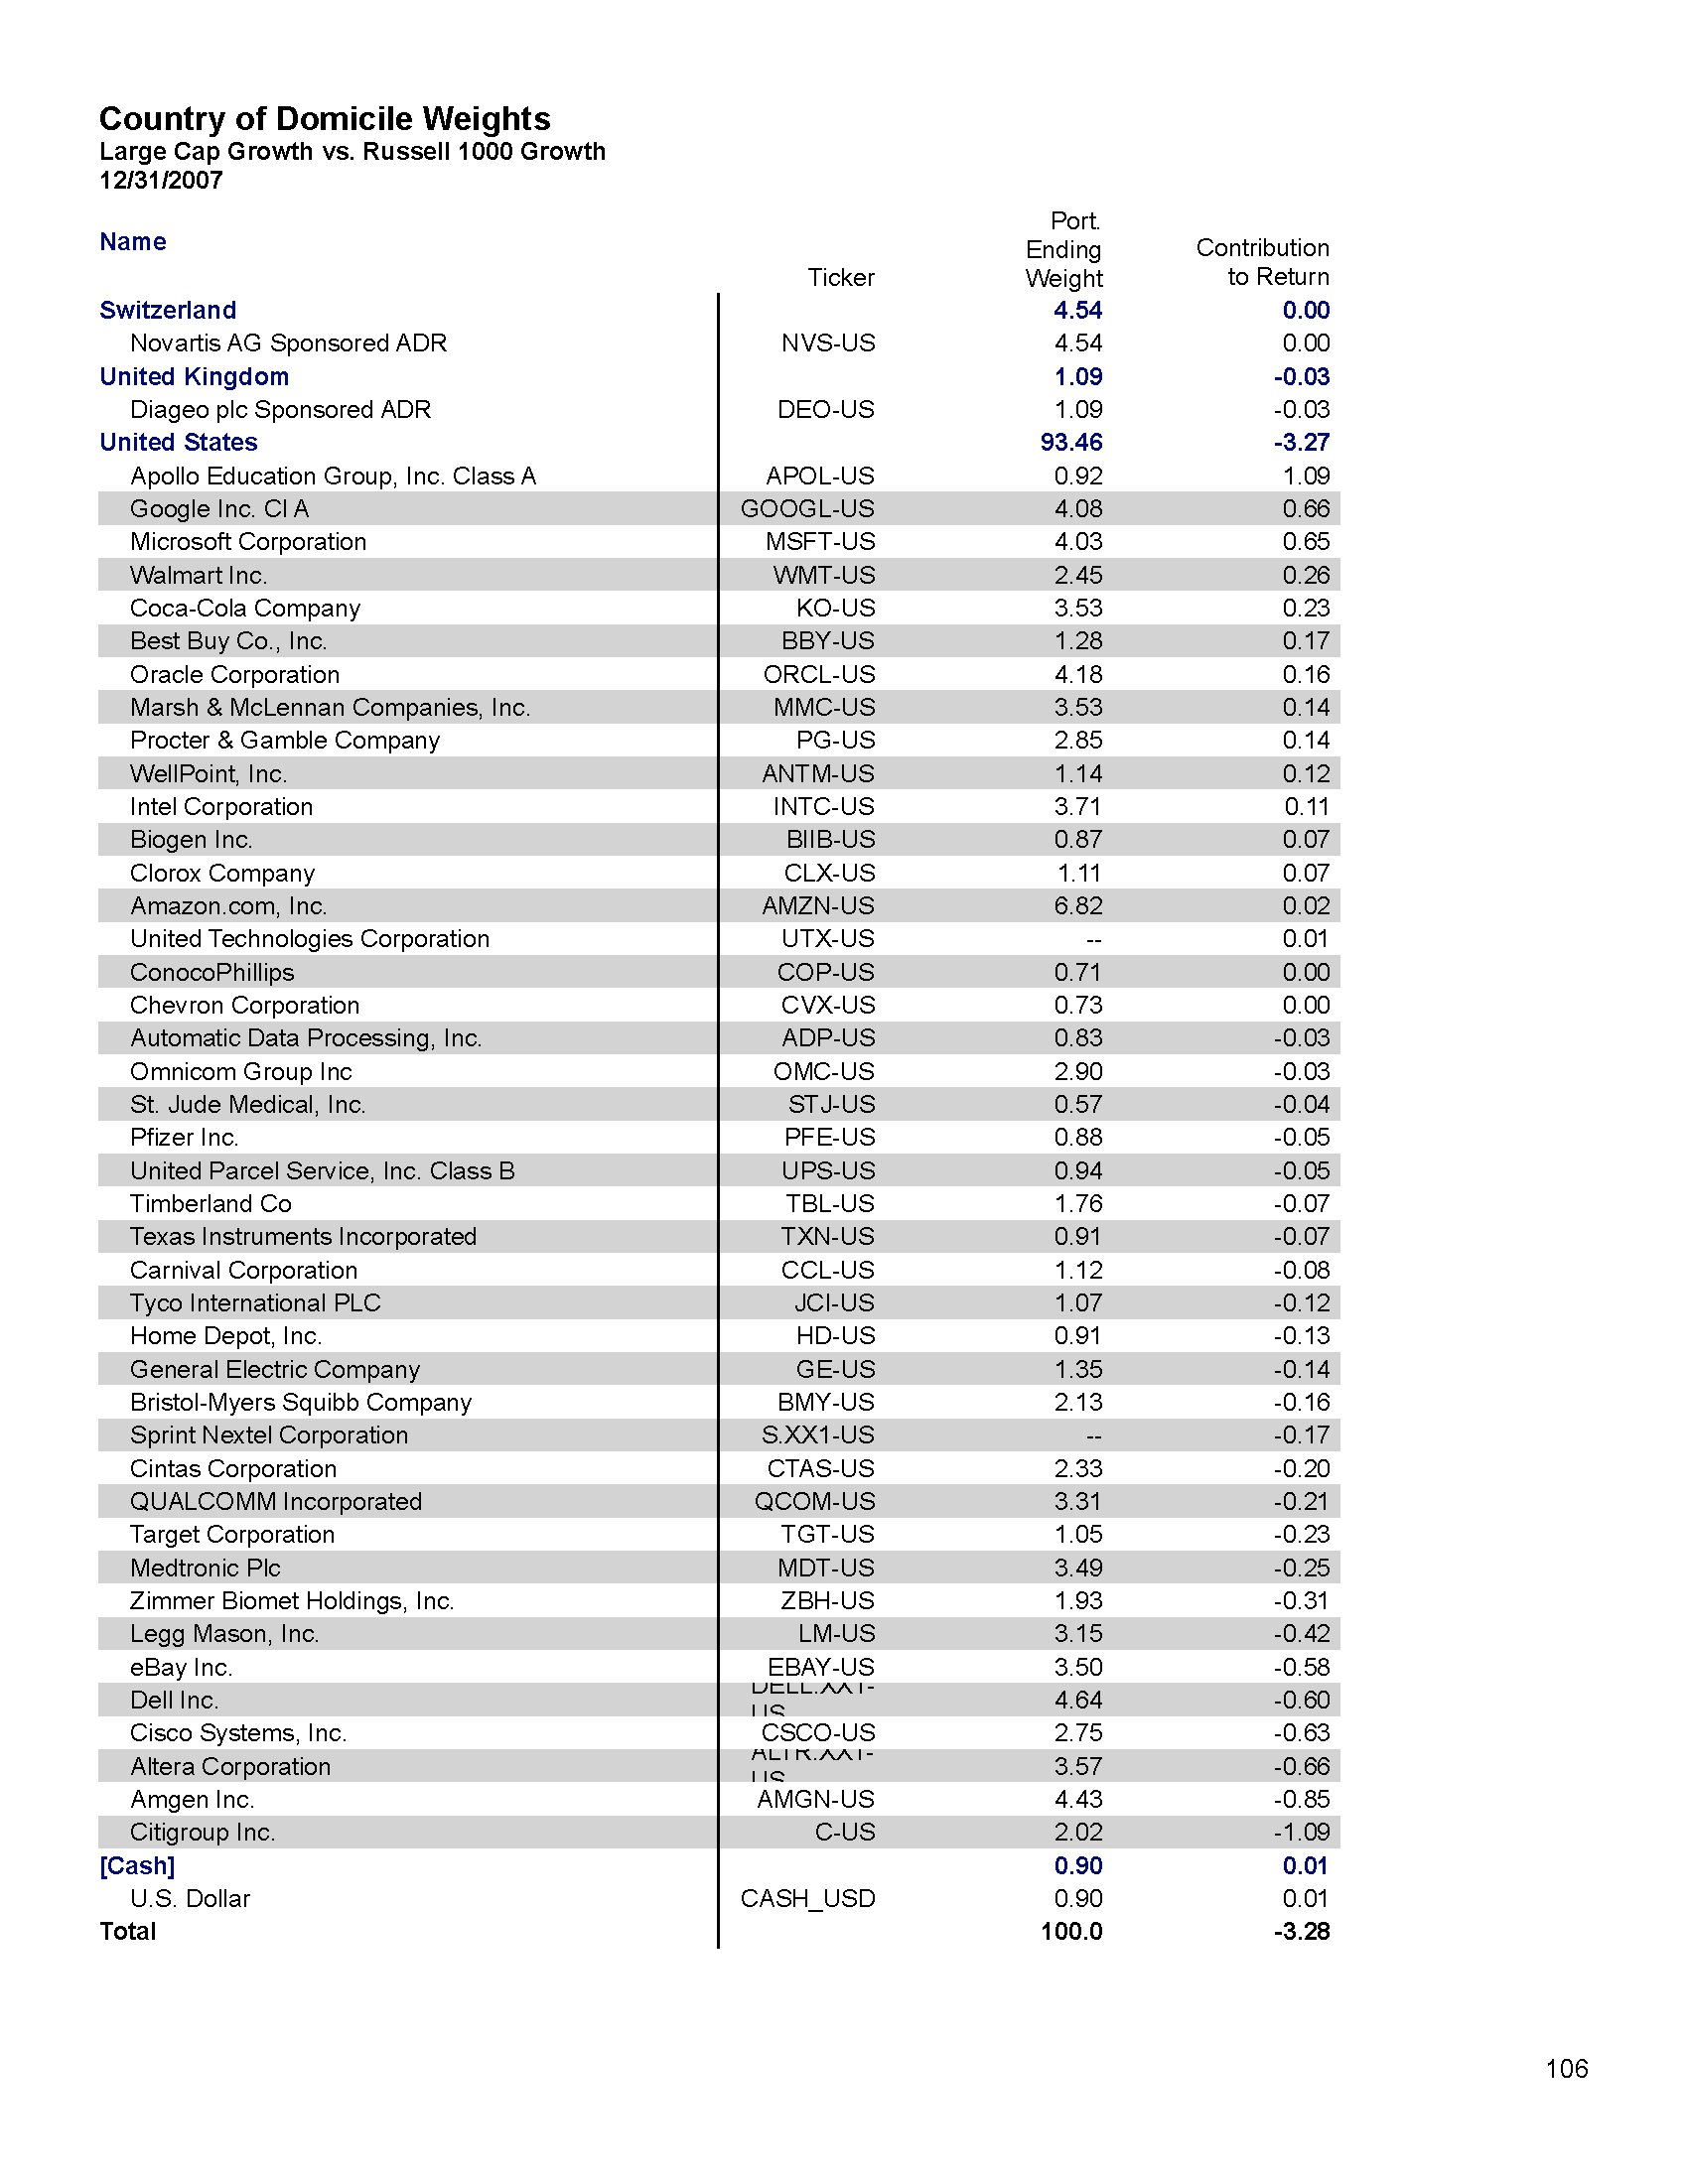 Country of Domicile Weights
Large Cap Growth vs. Russell 1000 Growth
12/31/2007
Name Ticker Port. Ending Weight Contribution to Return
Switzerland 4.54 0.00
Novartis AG Sponsored ADR NVS-US 4.54 0.00
United Kingdom 1.09 -0.03
Diageo plc Sponsored ADR DEO-US 1.09 -0.03
United States 93.46 -3.27
Apollo Education Group, Inc. Class A APOL-US 0.92 1.09
Google Inc. Cl A GOOGL-US 4.08 0.66
Microsoft Corporation MSFT-US 4.03 0.65
Walmart Inc. WMT-US 2.45 0.26
Coca-Cola Company KO-US 3.53 0.23
Best Buy Co., Inc. BBY-US 1.28 0.17
Oracle Corporation ORCL-US 4.18 0.16
Marsh & McLennan Companies, Inc. MMC-US 3.53 0.14
Procter & Gamble Company PG-US 2.85 0.14
WellPoint, Inc. ANTM-US 1.14 0.12
Intel Corporation INTC-US 3.71 0.11
Biogen Inc. BIIB-US 0.87 0.07
Clorox Company CLX-US 1.11 0.07
Amazon.com, Inc. AMZN-US 6.82 0.02
United Technologies Corporation UTX-US -- 0.01
ConocoPhillips COP-US 0.71 0.00
Chevron Corporation CVX-US 0.73 0.00
Automatic Data Processing, Inc. ADP-US 0.83 -0.03
Omnicom Group Inc OMC-US 2.90 -0.03
St. Jude Medical, Inc. STJ-US 0.57 -0.04
Pfizer Inc. PFE-US 0.88 -0.05
United Parcel Service, Inc. Class B UPS-US 0.94 -0.05
Timberland Co TBL-US 1.76 -0.07
Texas Instruments Incorporated TXN-US 0.91 -0.07
Carnival Corporation CCL-US 1.12 -0.08
Tyco International PLC JCI-US 1.07 -0.12
Home Depot, Inc. HD-US 0.91 -0.13
General Electric Company GE-US 1.35 -0.14
Bristol-Myers Squibb Company BMY-US 2.13 -0.16
Sprint Nextel Corporation S.XX1-US -- -0.17
Cintas Corporation CTAS-US 2.33 -0.20
QUALCOMM Incorporated QCOM-US 3.31 -0.21
Target Corporation TGT-US 1.05 -0.23
Medtronic Plc MDT-US 3.49 -0.25
Zimmer Biomet Holdings, Inc. ZBH-US 1.93 -0.31
Legg Mason, Inc. LM-US 3.15 -0.42
eBay Inc. EBAY-US 3.50 -0.58
Dell Inc. DELL.XX1-US 4.64 -0.60
Cisco Systems, Inc. CSCO-US 2.75 -0.63
Altera Corporation ALTR.XX1-US 3.57 -0.66
Amgen Inc. AMGN-US 4.43 -0.85
Citigroup Inc. C-US 2.02 -1.09
[Cash] 0.90 0.01
U.S. Dollar CASH_USD 0.90 0.01
Total 100.0 -3.28
106